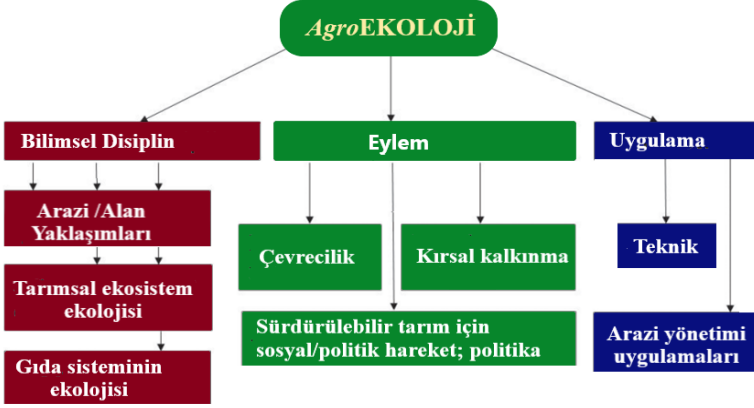 AgroEKOLOJİ
Bilimsel Disiplin
Eylem
Uygulama
Arazi /Alan
Yaklaşımları
Çevrecilik
Kırsal kalkınma
Teknik
Tarımsal ekosistem
ekolojisi
Sürdürülebilir tarım için
sosyal/politik hareket; politika
Arazi yönetimi
uygulamaları
Gıda sisteminin
ekolojisi